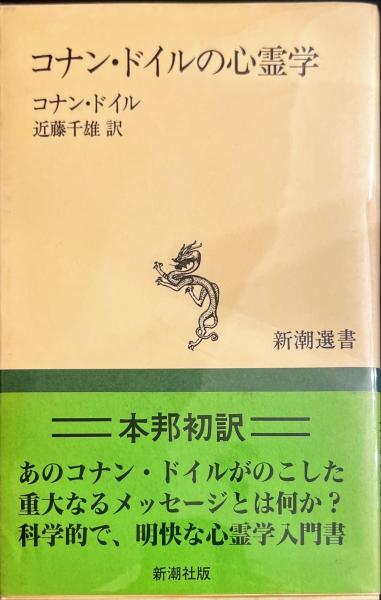 コナン・ドイルの心霊学
コナン・ドイル
近藤千雄 訳
新潮選書
本邦初訳
あのコナン・ドイルがのこした
重大なるメッセージとは何か？
科学的で、明快な心霊学入門書
新潮社版